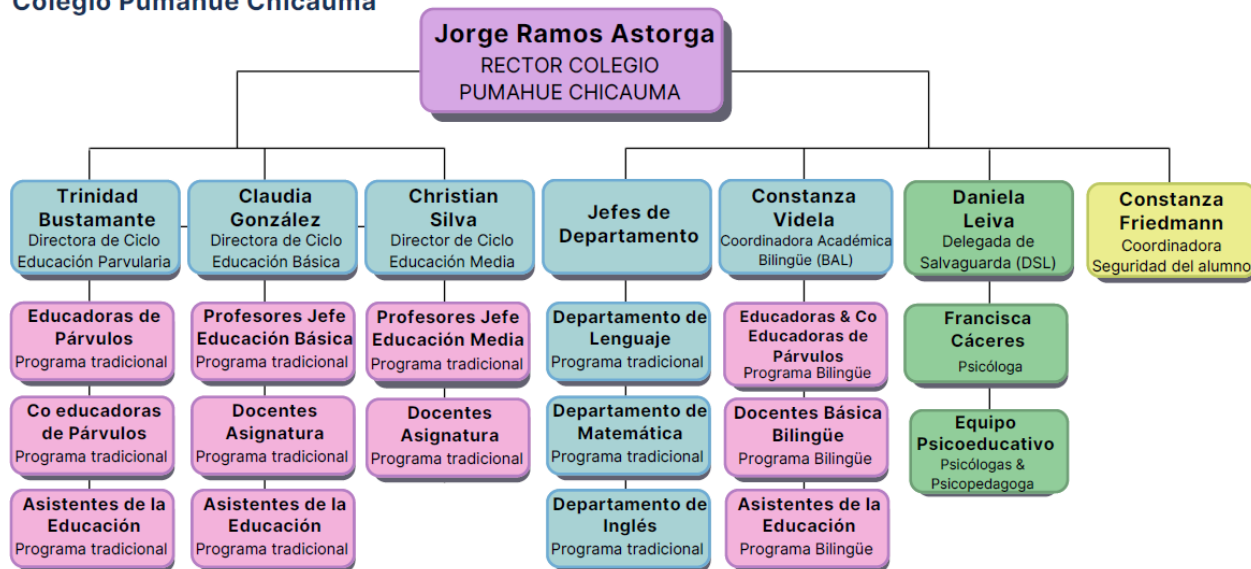 Colegio Pumahue Chicauma
Jorge Ramos Astorga
RECTOR COLEGIO
PUMAHUE CHICAUMA
Trinidad
Bustamante
Directora de Ciclo
Educación Parvularia
Claudia
González
Directora de Ciclo
Educación Básica
Christian
Silva
Director de Ciclo
Educación Media
Jefes de
Departamento
Constanza
Videla
Coordinadora Académica
Bilingüe (BAL)
Daniela
Leiva
Delegada de
Salvaguarda (DSL)
Constanza
Friedmann
Coordinadora
Seguridad del alumno
Educadoras de
Párvulos
Programa tradicional
Profesores Jefe
Educación Básica
Programa tradicional
Profesores Jefe
Educación Media
Programa tradicional
Departamento de
Lenguaje
Programa tradicional
Educadoras & Co
Educadoras de
Párvulos
Programa Bilingüe
Francisca
Cáceres
Psicóloga
Co educadoras
de Párvulos
Programa tradicional
Docentes
Asignatura
Programa tradicional
Docentes
Asignatura
Programa tradicional
Departamento de
Matemática
Programa tradicional
Docentes Básica
Bilingüe
Programa Bilingüe
Equipo
Psicoeducativo
Psicólogas &
Psicopedagoga
Asistentes de la
Educación
Programa tradicional
Asistentes de la
Educación
Programa tradicional
Departamento de
Inglés
Programa tradicional
Asistentes de la
Educación
Programa Bilingüe